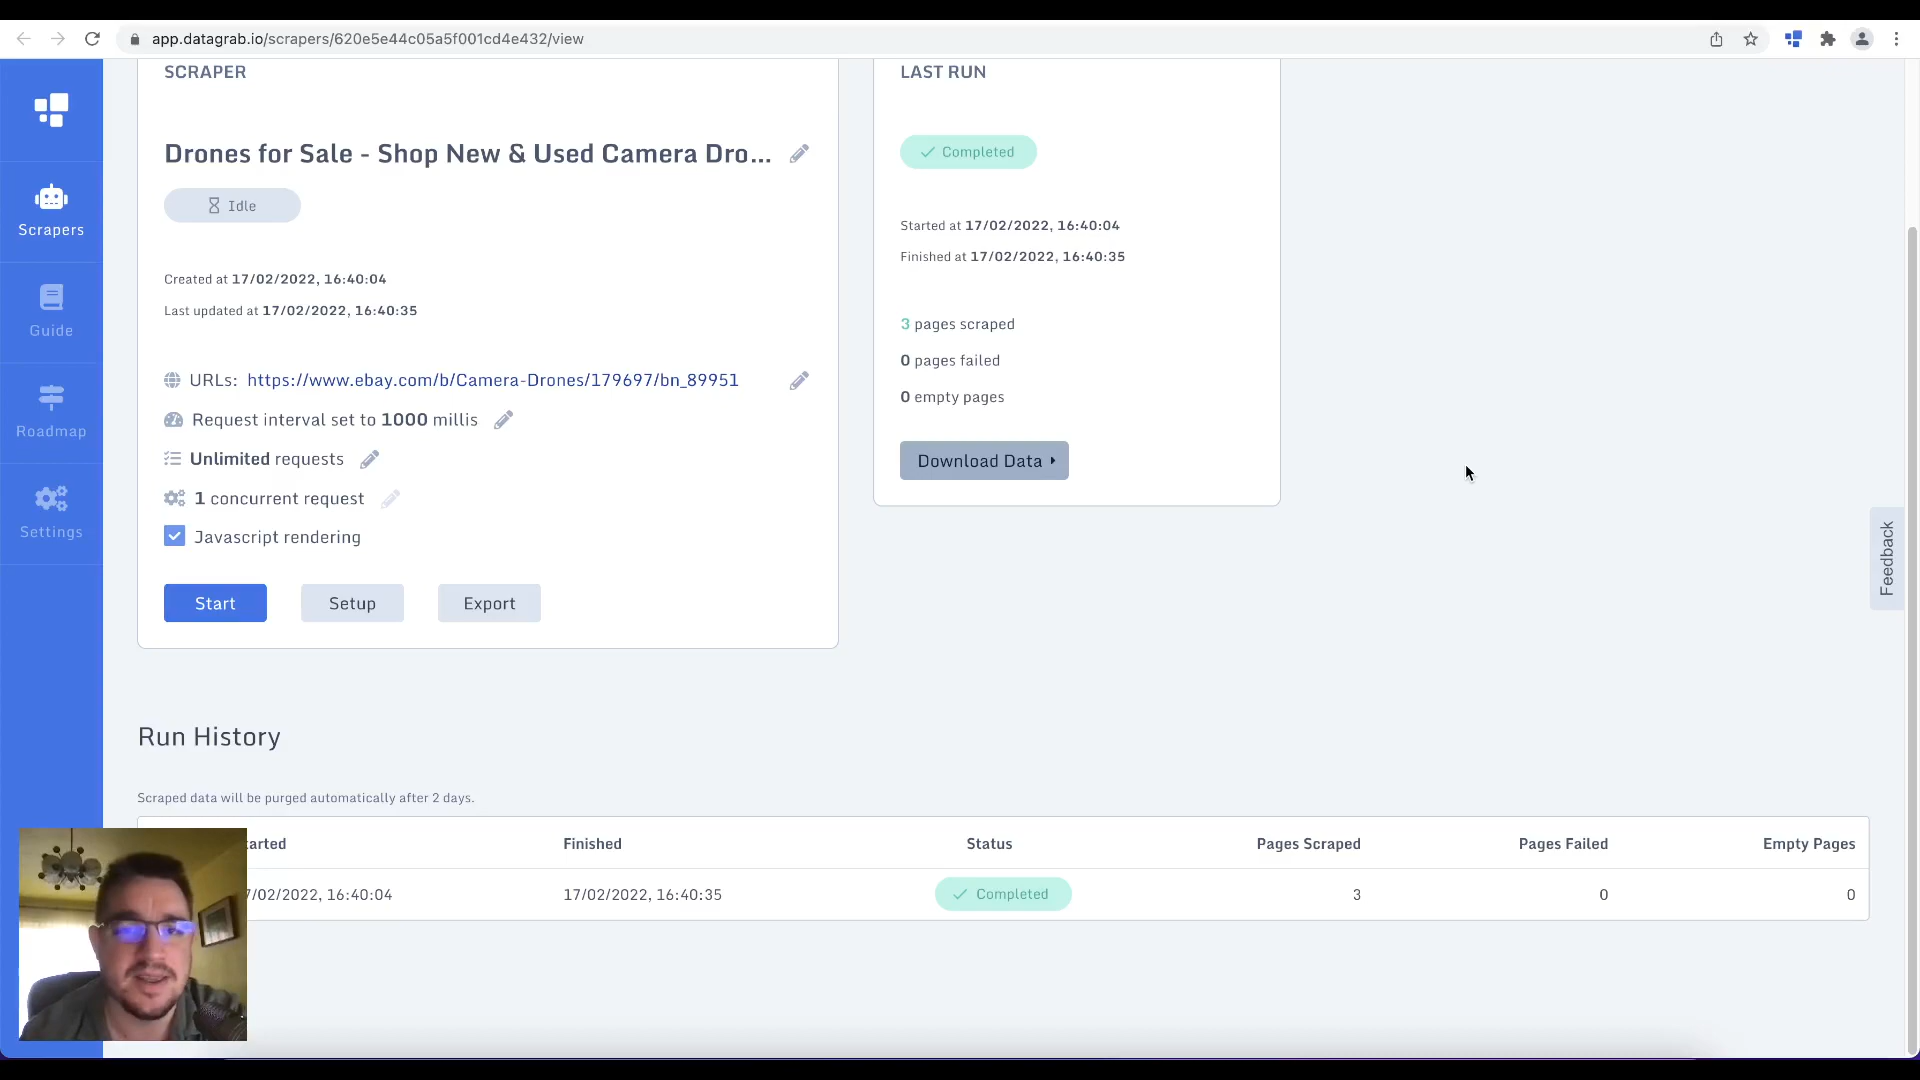 app.datagrab.io/scrapers/620e5e44c05a5f001cd4e432/view
Scrapers
Guide
Roadmap
Settings
SCRAPER
Drones for Sale - Shop New & Used Camera Dro...
Idle
Created at 17/02/2022, 16:40:04
Last updated at 17/02/2022, 16:40:35
URLs: https://www.ebay.com/b/Camera-Drones/179697/bn_89951
Request interval set to 1000 millis
Unlimited requests
1 concurrent request
Javascript rendering
Start Setup Export
LAST RUN
Completed
Started at 17/02/2022, 16:40:04
Finished at 17/02/2022, 16:40:35
3 pages scraped
0 pages failed
0 empty pages
Download Data
Feedback
Run History
Scraped data will be purged automatically after 2 days.
arted Finished Status Pages Scraped Pages Failed Empty Pages
7/02/2022, 16:40:04 17/02/2022, 16:40:35 Completed 3 0 0